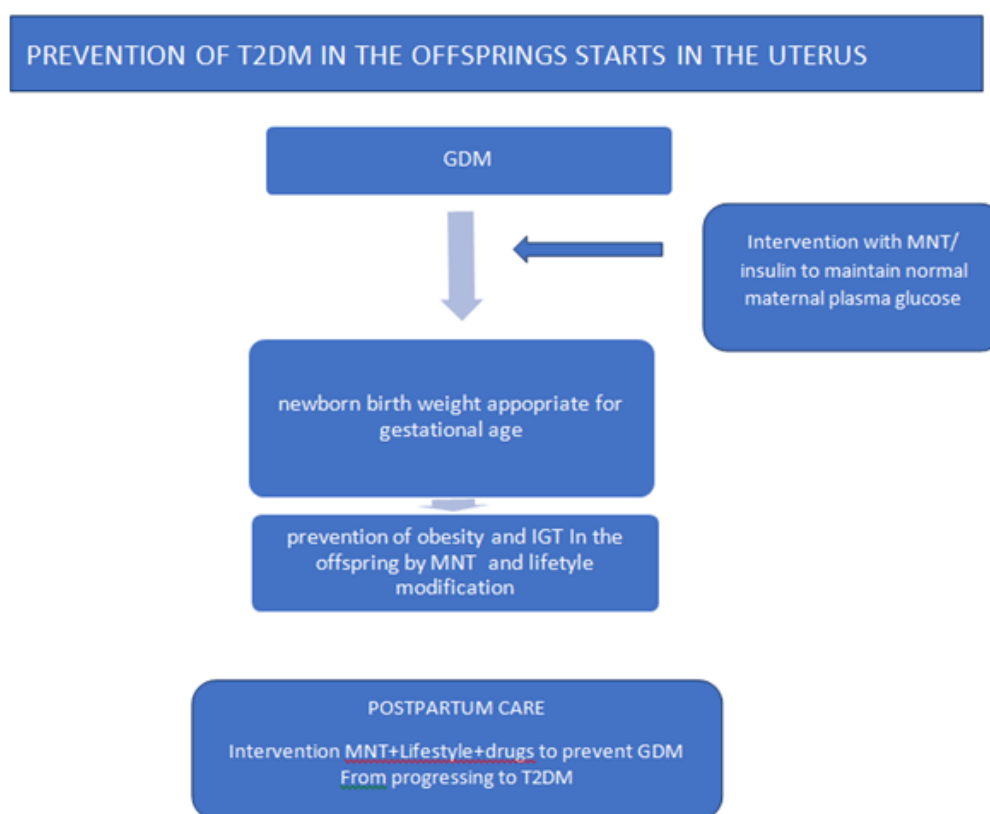 PREVENTION OF T2DM IN THE OFFSPRINGS STARTS IN THE UTERUS
GDM
Intervention with MNT/
insulin to maintain normal
maternal plasma glucose
newborn birth weight appopriate for
gestational age
prevention of obesity and IGT In the
offspring by MNT and lifetyle
modification
POSTPARTUM CARE
Intervention MNT+Lifestyle+drugs to prevent GDM
From progressing to T2DM